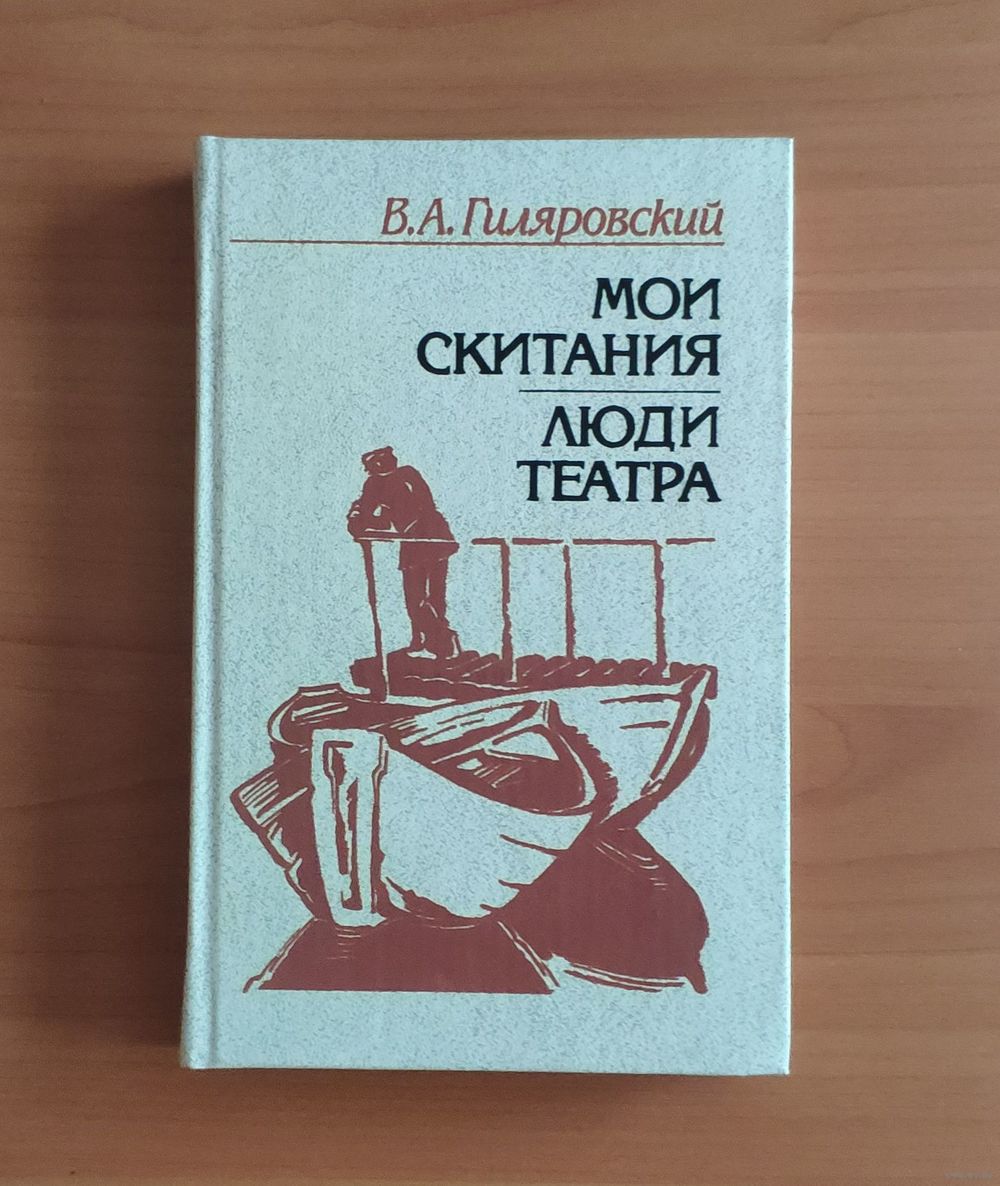 В.А. Гиляровский
МОИ
СКИТАНИЯ
ЛЮДИ
ТЕАТРА